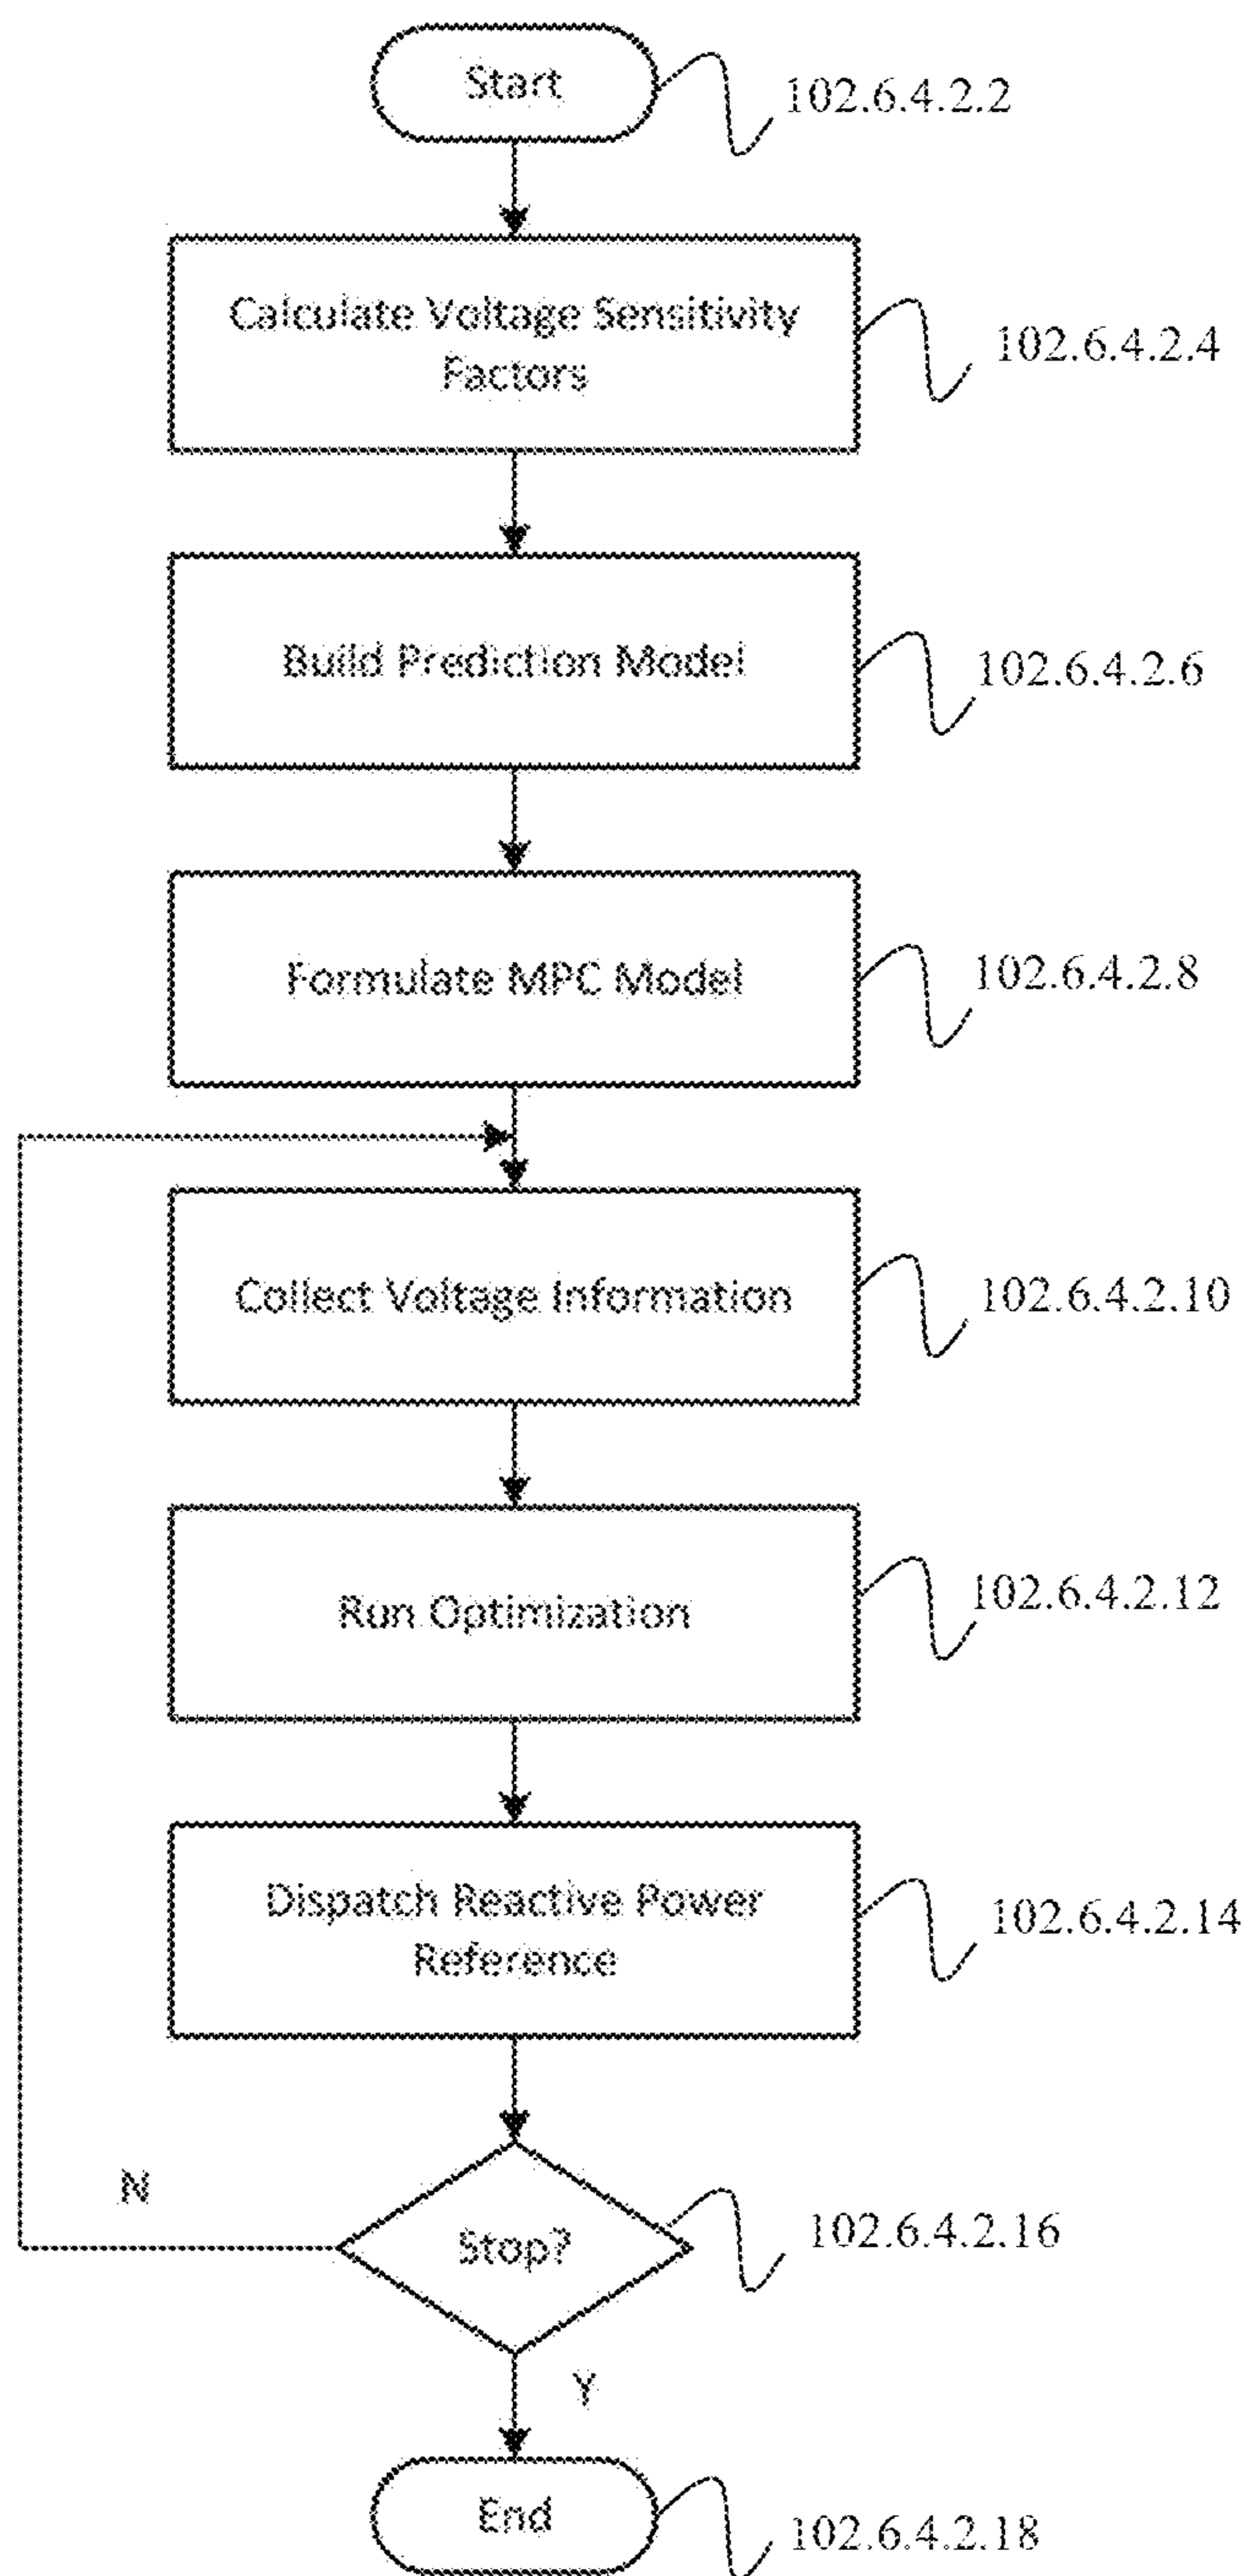 Start
102.6.4.2.2
Calculate Voltage Sensitivity
Factors
102.6.4.2.4
Build Prediction Model
102.6.4.2.6
Formulate MPC Model
102.6.4.2.8
Collect Voltage Information
102.6.4.2.10
Run Optimization
102.6.4.2.12
Dispatch Reactive Power
Reference
102.6.4.2.14
N
Stop?
102.6.4.2.16
Y
End
102.6.4.2.18